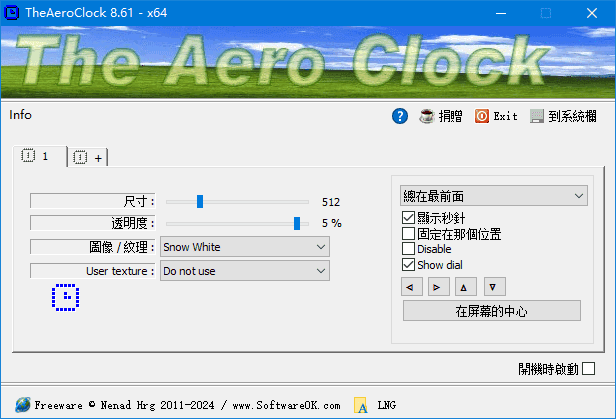 TheAeroClock 8.61 - x64
The Aero Clock
Info
? 捐贈 Exit 到系統欄
1 +
尺寸 : 512
透明度 : 5 %
圖像 / 紋理 : Snow White
User texture : Do not use
總在最前面
顯示秒針
固定在那個位置
Disable
Show dial
在屏幕的中心
開機時啟動
Freeware © Nenad Hrg 2011-2024 / www.SoftwareOK.com A LNG